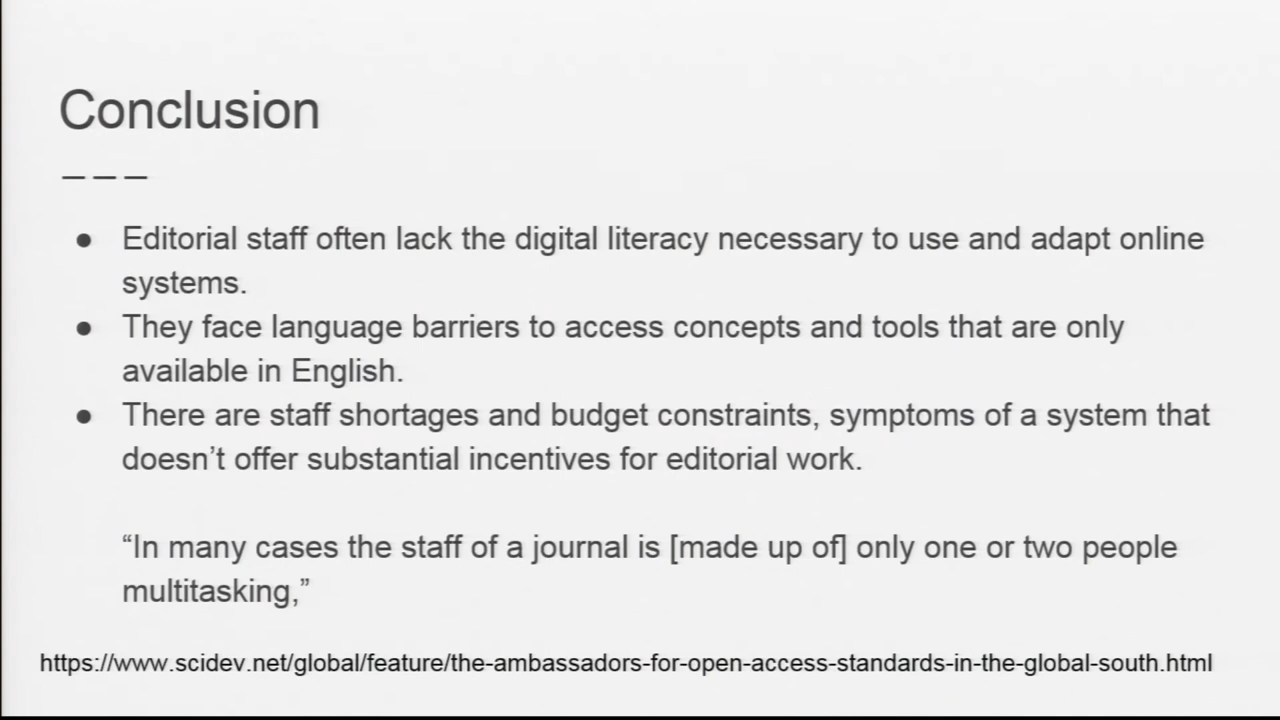 Conclusion
● Editorial staff often lack the digital literacy necessary to use and adapt online
systems.
● They face language barriers to access concepts and tools that are only
available in English.
● There are staff shortages and budget constraints, symptoms of a system that
doesn’t offer substantial incentives for editorial work.
“In many cases the staff of a journal is [made up of] only one or two people
multitasking,”
https://www.scidev.net/global/feature/the-ambassadors-for-open-access-standards-in-the-global-south.html